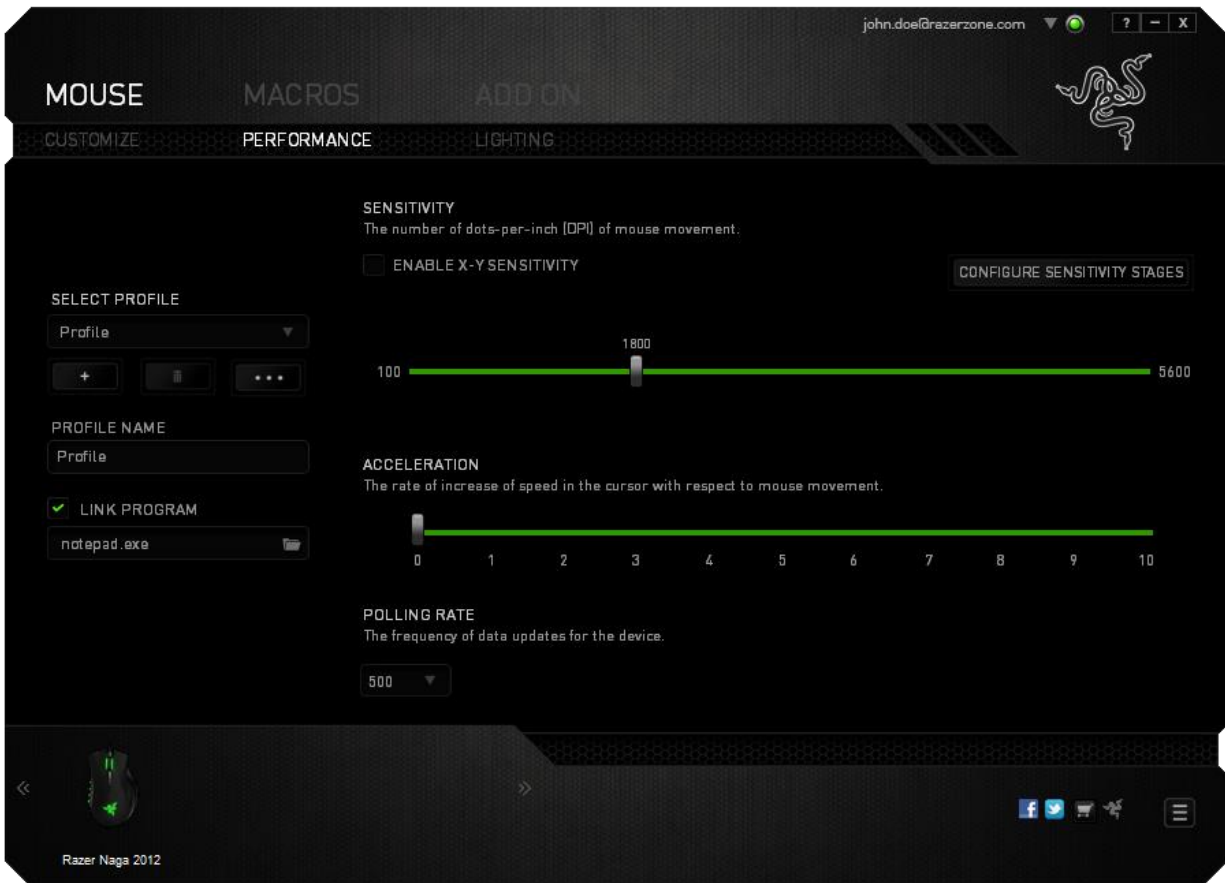 john.doe@razerzone.com
? – X
MOUSE
MACROS
ADD ON
CUSTOMIZE
PERFORMANCE
LIGHTING
SENSITIVITY
The number of dots-per-inch (DPI) of mouse movement.
ENABLE X-Y SENSITIVITY
CONFIGURE SENSITIVITY STAGES
SELECT PROFILE
Profile
+
1800
100
5600
PROFILE NAME
Profile
LINK PROGRAM
notepad.exe
ACCELERATION
The rate of increase of speed in the cursor with respect to mouse movement.
0 1 2 3 4 5 6 7 8 9 10
POLLING RATE
The frequency of data updates for the device.
500
Razer Naga 2012